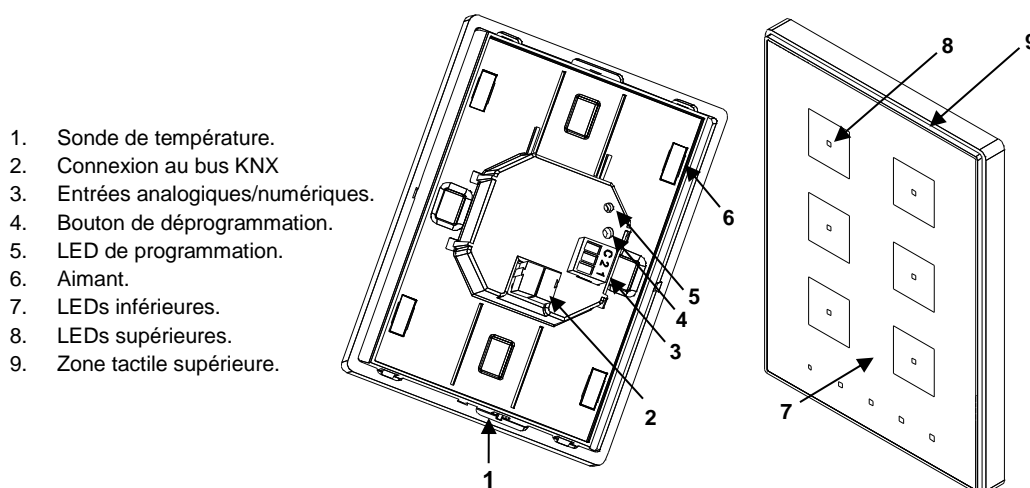 1. Sonde de température.
2. Connexion au bus KNX
3. Entrées analogiques/numériques.
4. Bouton de déprogrammation.
5. LED de programmation.
6. Aimant.
7. LEDs inférieures.
8. LEDs supérieures.
9. Zone tactile supérieure.
C 2 1
1
2
3
4
5
6
7
8
9